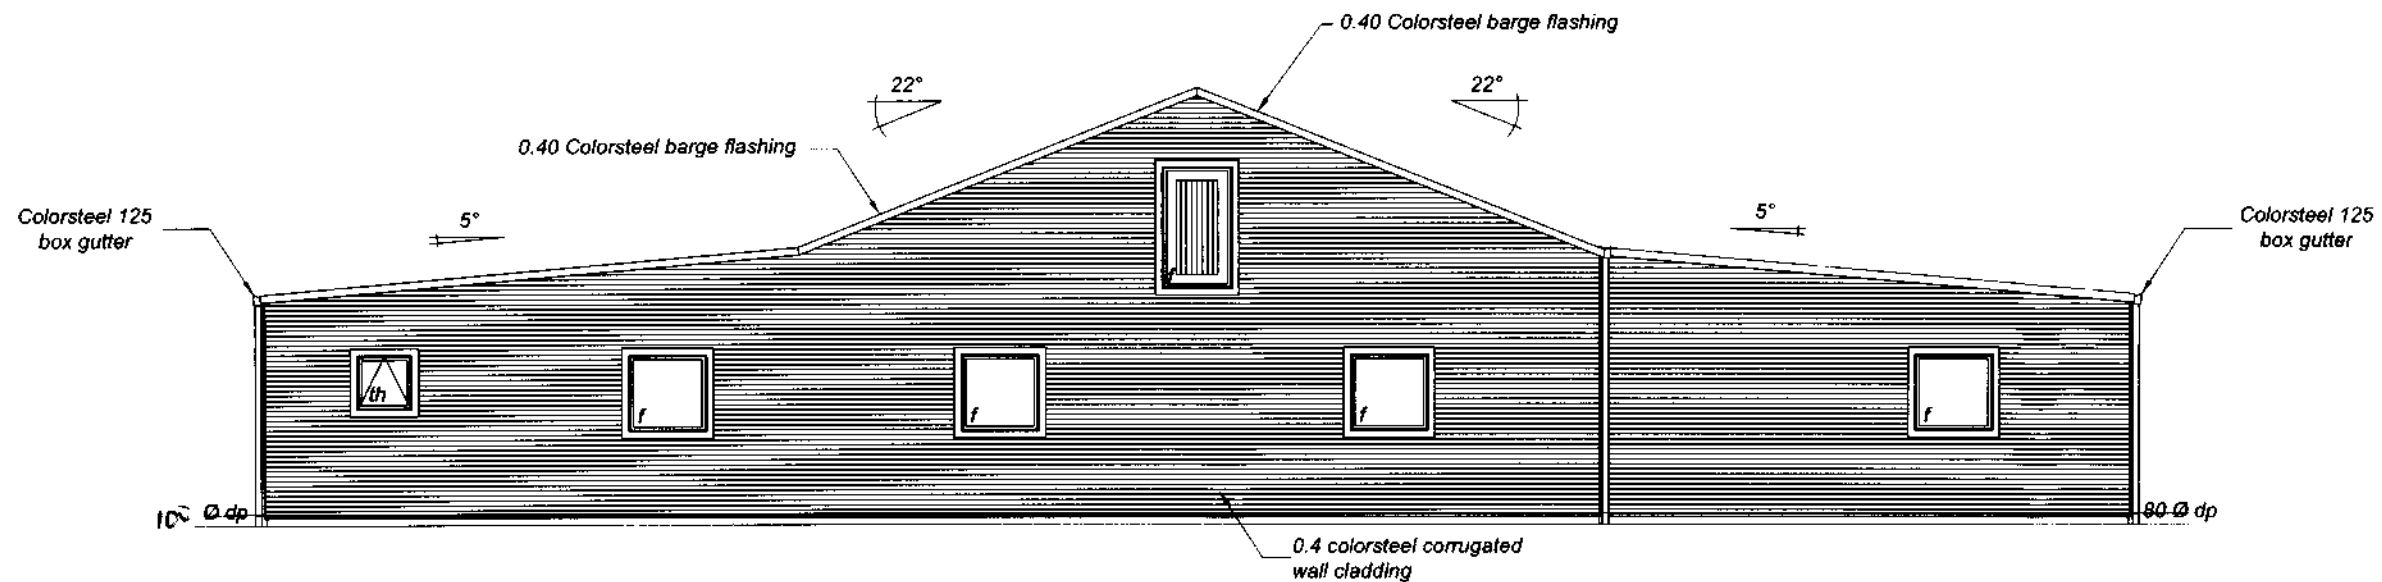 0.40 Colorsteel barge flashing
22°
22°
0.40 Colorsteel barge flashing
Colorsteel 125
box gutter
5°
5°
Colorsteel 125
box gutter
th
f
f
f
f
f
100 Ø dp
80 Ø dp
0.4 colorsteel corrugated
wall cladding